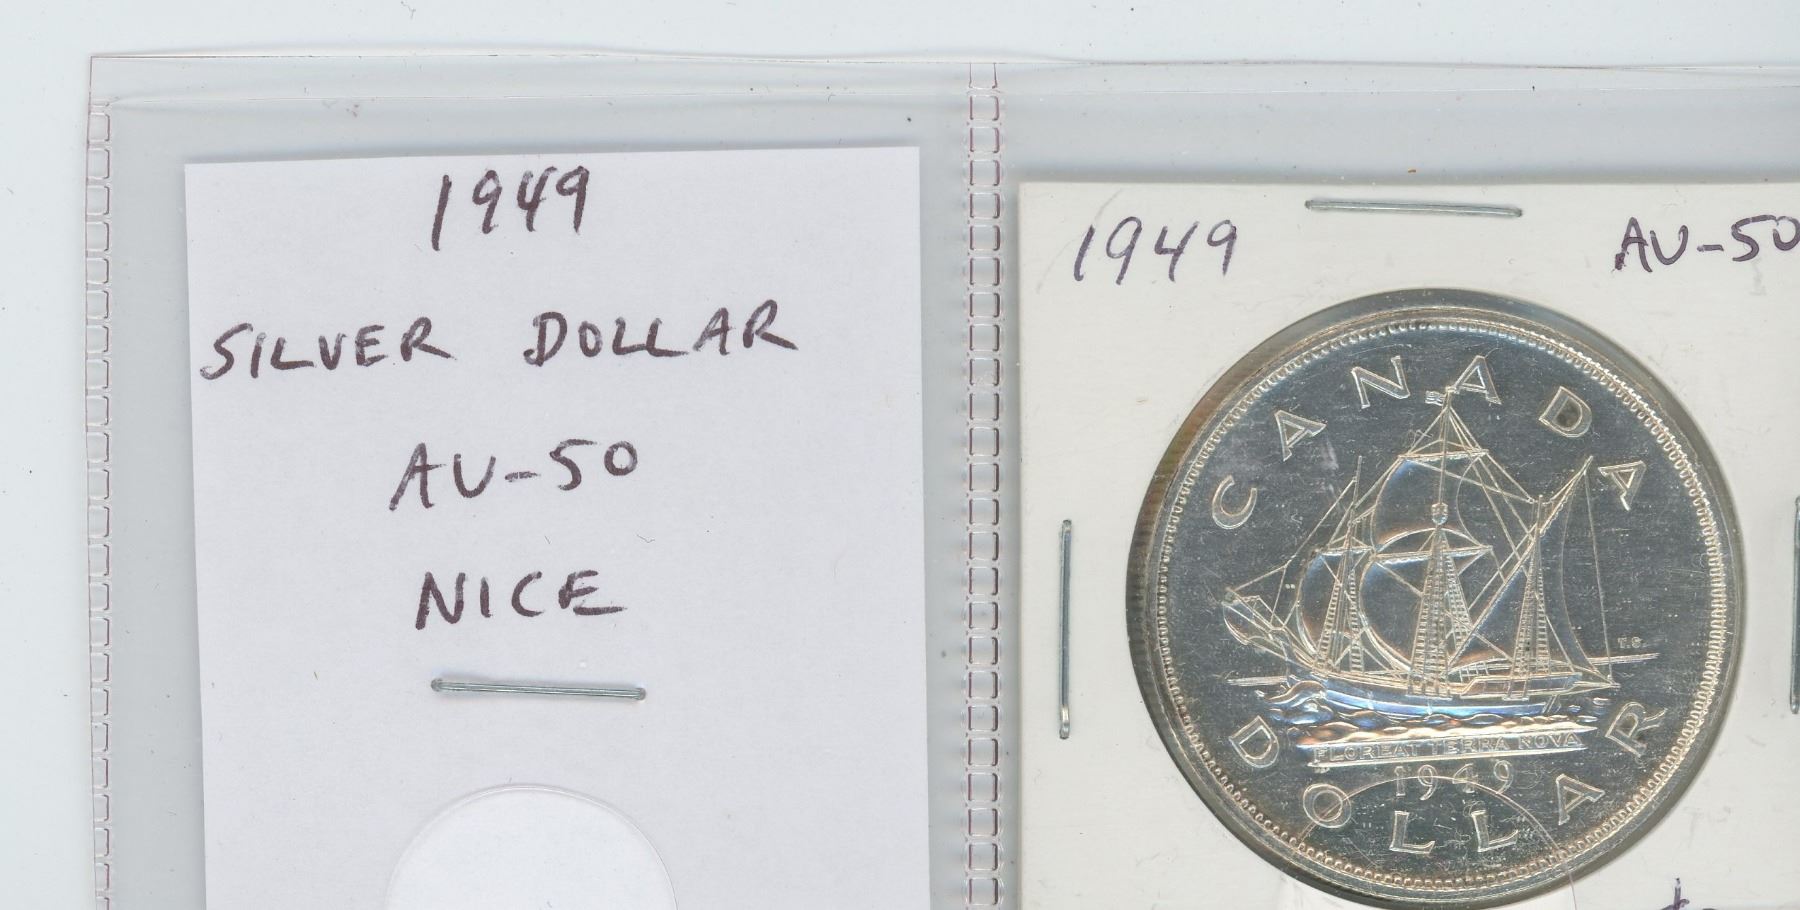 1949
SILVER DOLLAR
AU-50
NICE
1949 AU-50
CANADA
T.S.
FLOREAT TERRA NOVA
1949
DOLLAR